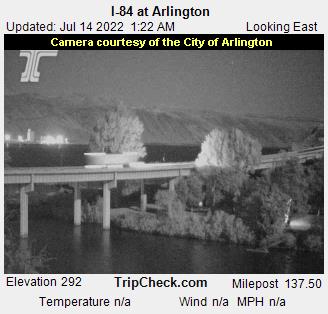 I-84 at Arlington
Updated: Jul 14 2022 1:22 AM Looking East
Camera courtesy of the City of Arlington
Elevation 292 TripCheck.com Milepost 137.50
Temperature n/a Wind n/a MPH n/a